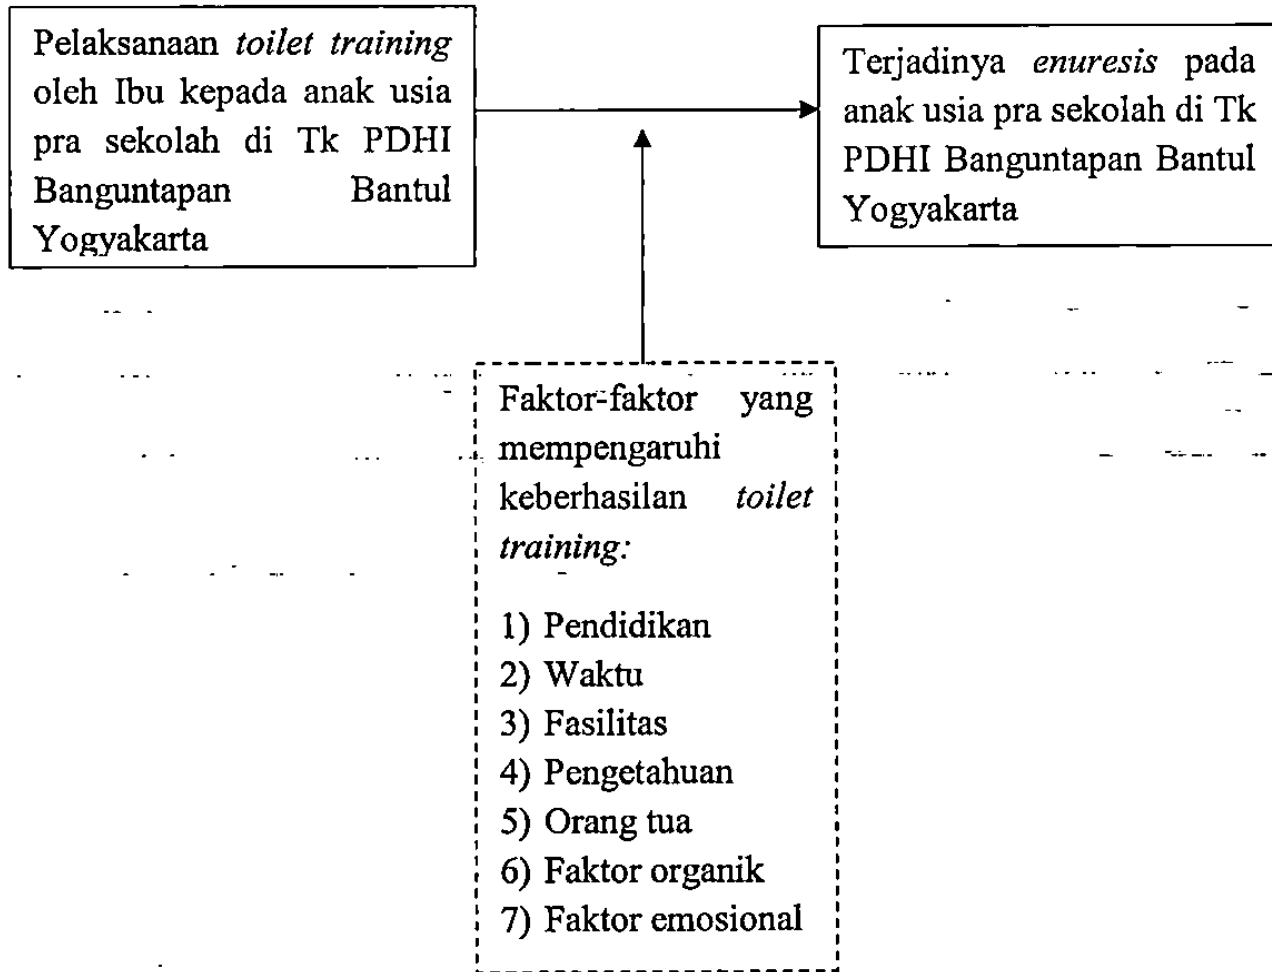 Pelaksanaan toilet training
oleh Ibu kepada anak usia
pra sekolah di Tk PDHI
Banguntapan Bantul
Yogyakarta
Terjadinya enuresis pada
anak usia pra sekolah di Tk
PDHI Banguntapan Bantul
Yogyakarta
Faktor-faktor yang
mempengaruhi
keberhasilan toilet
training:
1) Pendidikan
2) Waktu
3) Fasilitas
4) Pengetahuan
5) Orang tua
6) Faktor organik
7) Faktor emosional